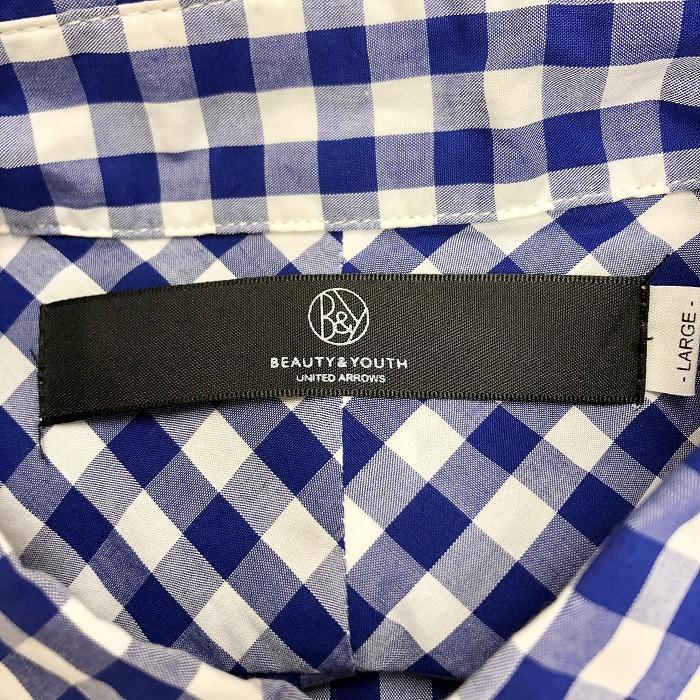 B&Y
BEAUTY&YOUTH
UNITED ARROWS
- LARGE -